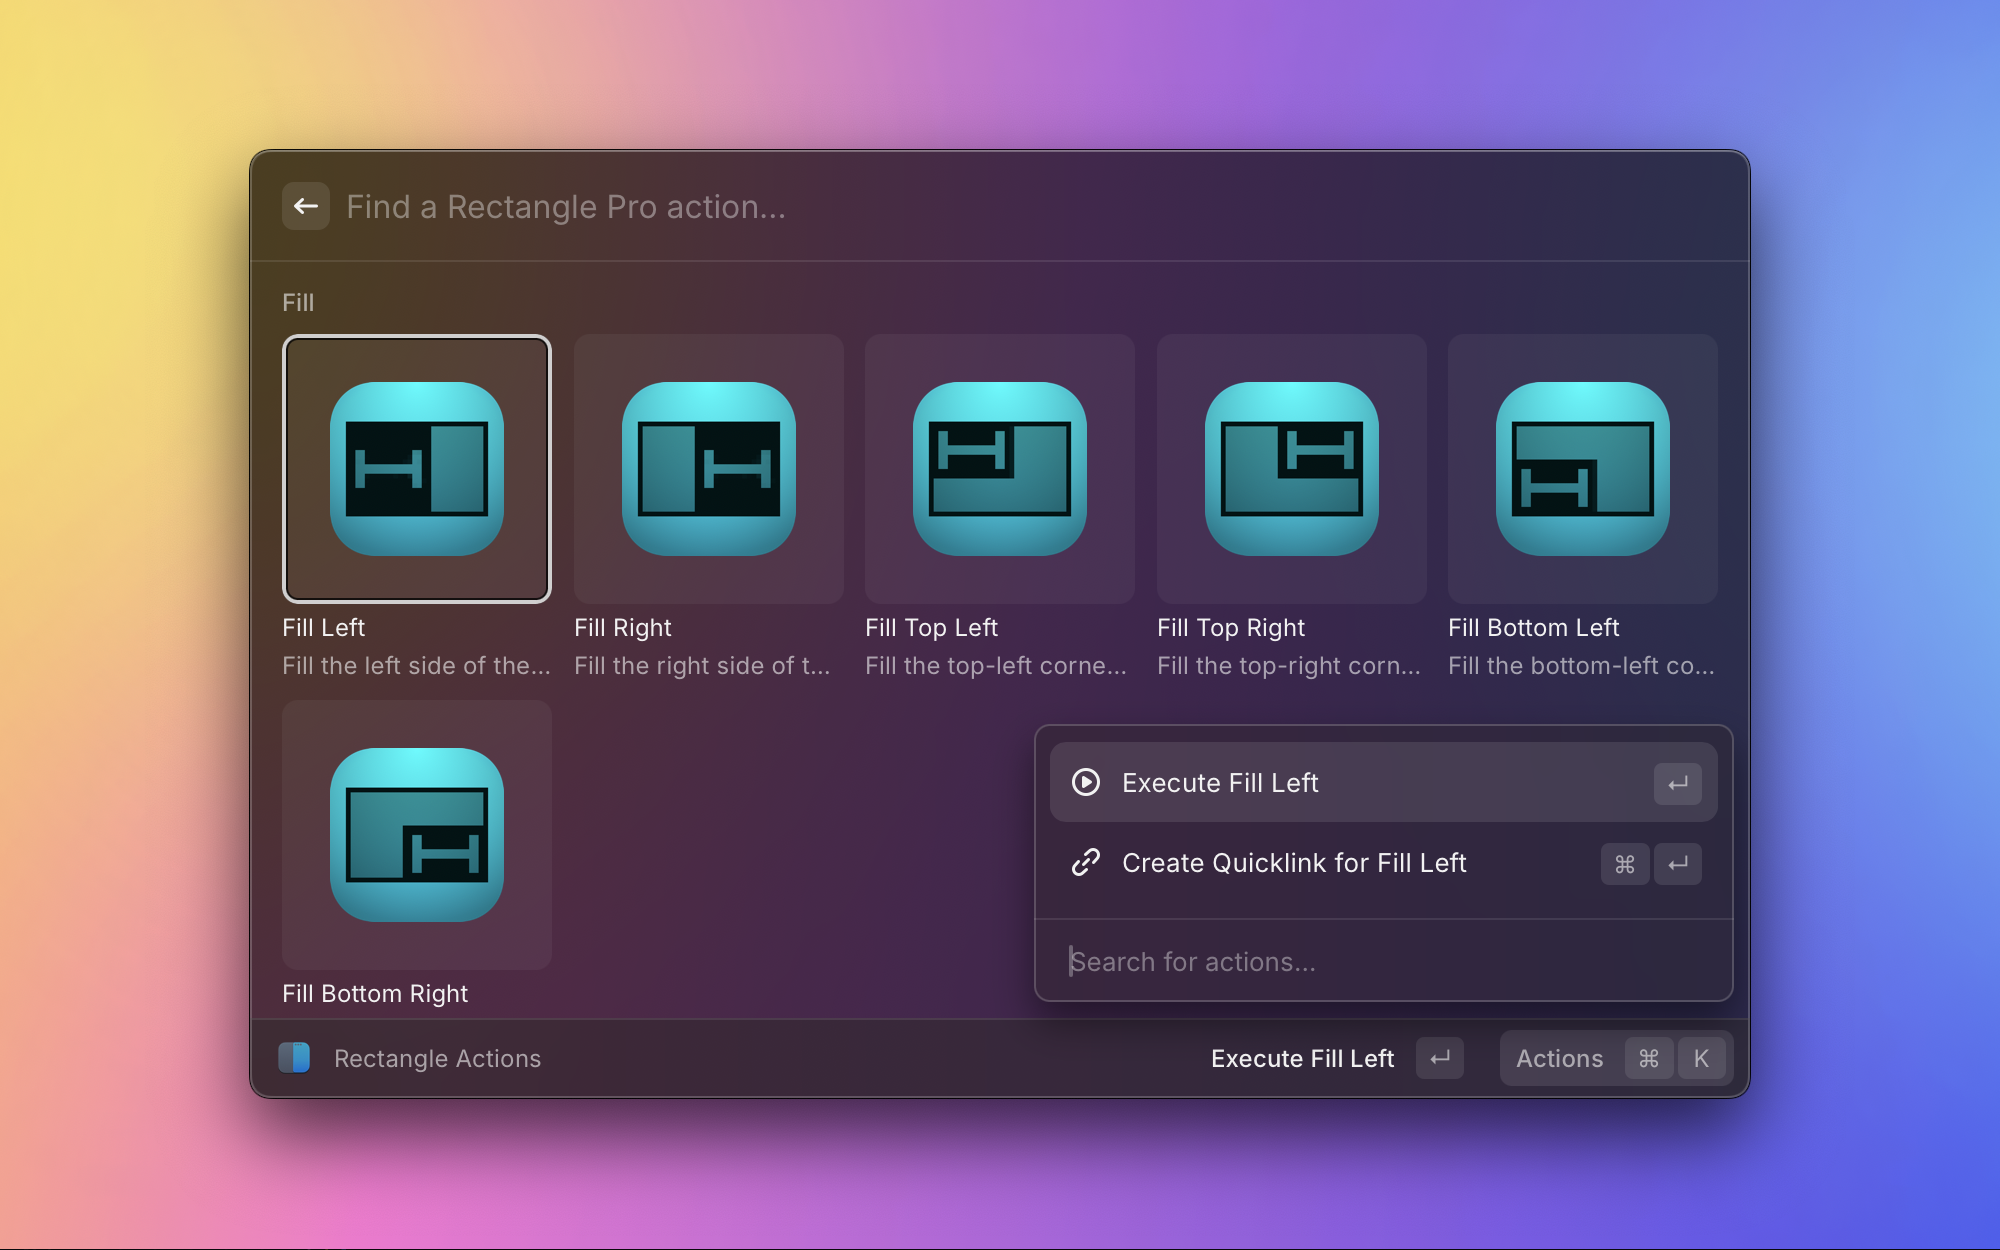 Find a Rectangle Pro action...
Fill
Fill Left
Fill the left side of the...
Fill Right
Fill the right side of t...
Fill Top Left
Fill the top-left corne...
Fill Top Right
Fill the top-right corn...
Fill Bottom Left
Fill the bottom-left co...
Fill Bottom Right
Execute Fill Left ↵
Create Quicklink for Fill Left ⌘ ↵
Search for actions...
Rectangle Actions
Execute Fill Left ↵
Actions ⌘ K